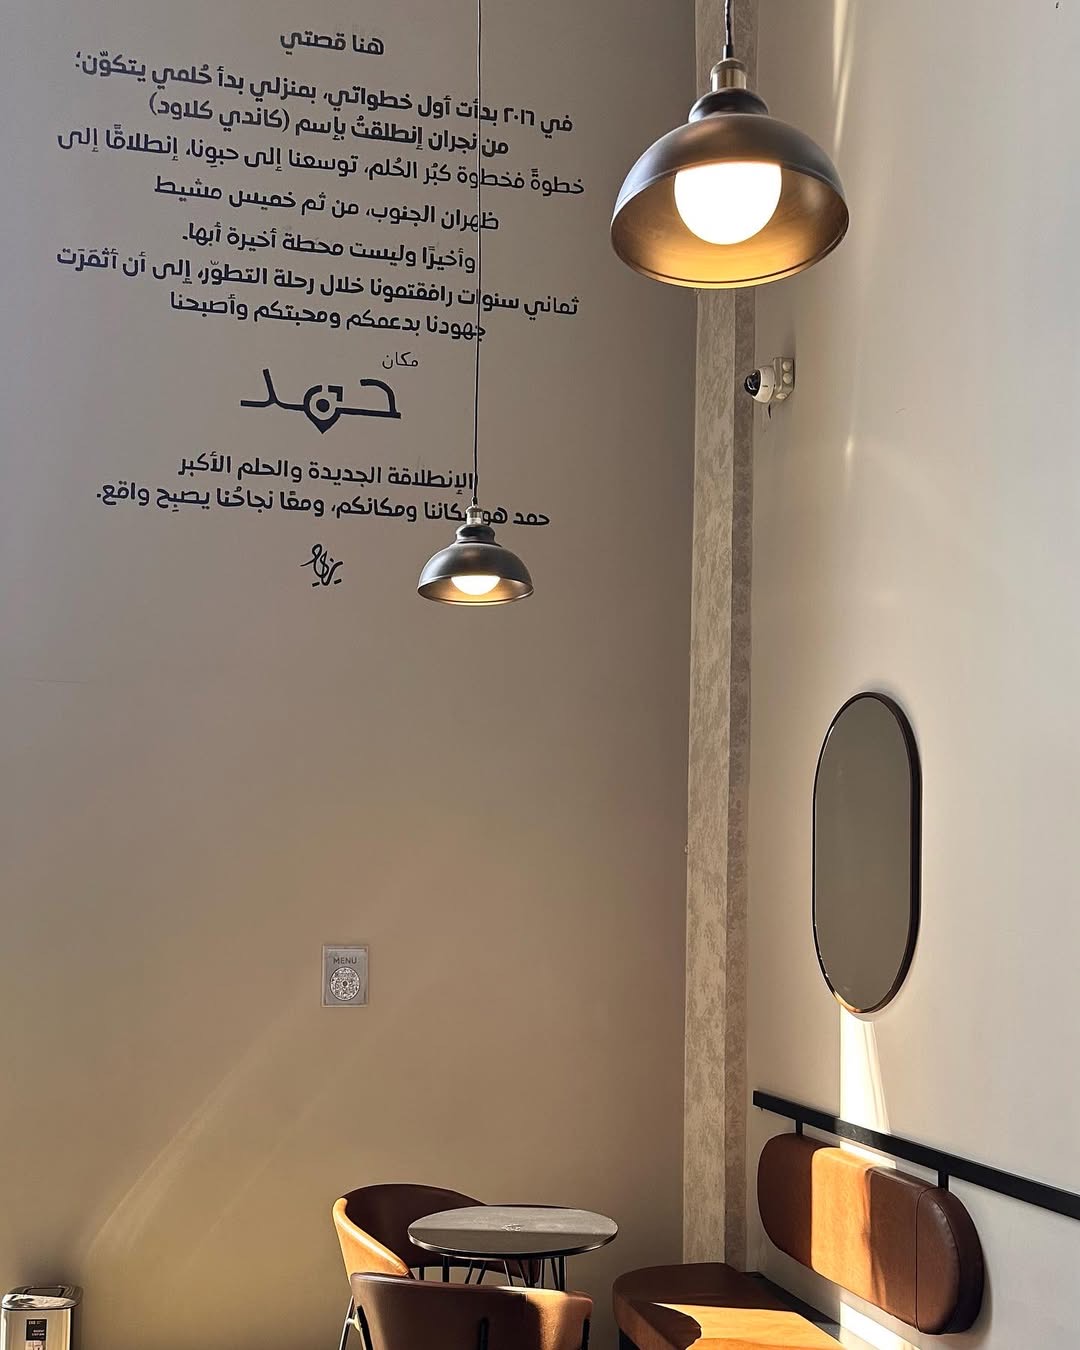 هنا قصتي
في ٢٠١٦ بدأت أول خطواتي، بمنزلي بدأ حُلمي يتكوّن؛
من نجران إنطلقتُ بإسم (كاندي كلاود)
خطوةً فخطوة كبُر الحُلم، توسعنا إلى حبونا، إنطلاقًا إلى
ظهران الجنوب، من ثم خميس مشيط
وأخيرًا وليست محطة أخيرة أبها.
ثماني سنوات رافقتمونا خلال رحلة التطوّر، إلى أن أثمَرَت
جهودنا بدعمكم ومحبتكم وأصبحنا
مكان
حمد
الإنطلاقة الجديدة والحلم الأكبر
حمد هو مكاننا ومكانكم، ومعًا نجاحُنا يصبِح واقع.
MENU